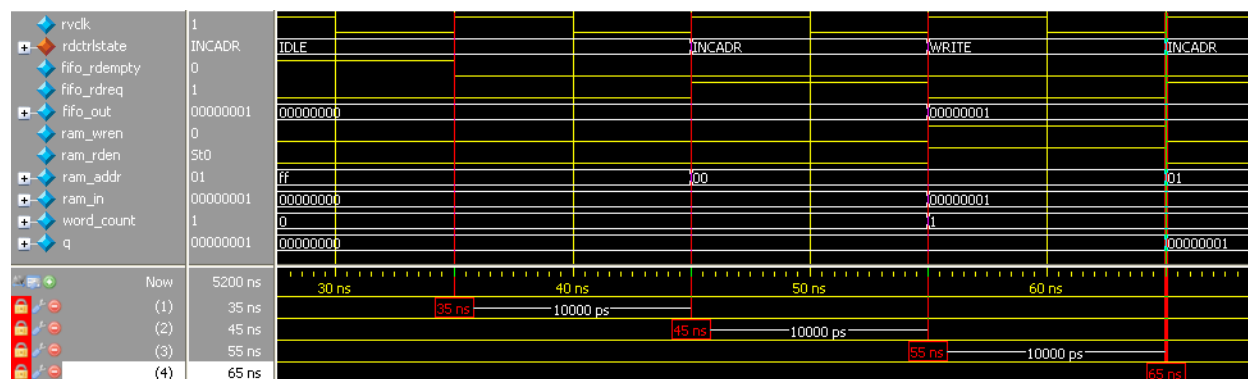 rvclk 1
rdctrlstate INCADR IDLE INCADR WRITE INCADR
fifo_rdempty 0
fifo_rdreq 1
fifo_out 00000001 00000000 00000001
ram_wren 0
ram_rden St0
ram_addr 01 ff 00 01
ram_in 00000001 00000000 00000001
word_count 1 0 1
q 00000001 00000000 00000001
Now 5200 ns 30 ns 40 ns 50 ns 60 ns
(1) 35 ns 35 ns 10000 ps
(2) 45 ns 45 ns 10000 ps
(3) 55 ns 55 ns 10000 ps
(4) 65 ns 65 ns